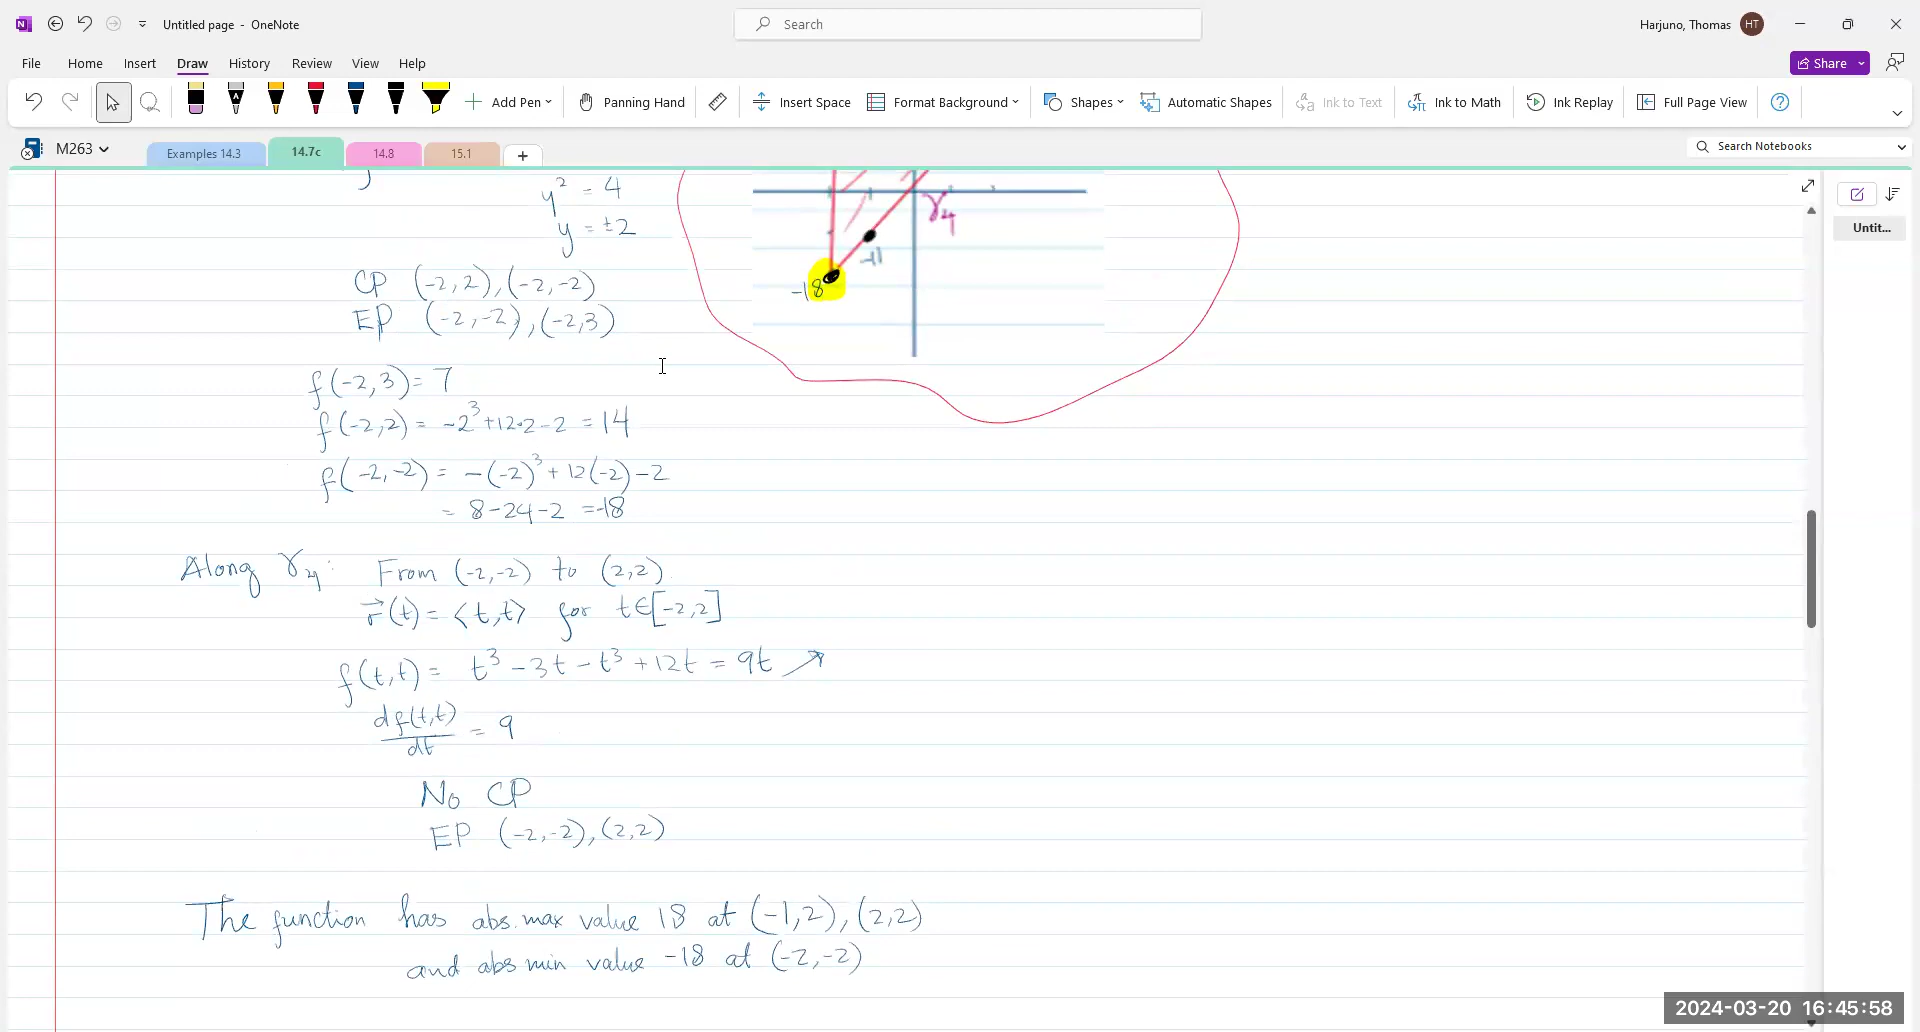 Untitled page - OneNote
Search
Harjuno, Thomas
HT
File Home Insert Draw History Review View Help
Share
Add Pen
Panning Hand
Insert Space
Format Background
Shapes
Automatic Shapes
Ink to Text
Ink to Math
Ink Replay
Full Page View
M263
Examples 14.3
14.7c
14.8
15.1
Search Notebooks
Untit...
y² = 4
y = ±2
CP (-2,2),(-2,-2)
EP (-2,-2),(-2,3)
γ₄
-11
-18
f(-2,3) = 7
f(-2,2) = -2³+12·2-2 = 14
f(-2,-2) = -(-2)³+12(-2)-2
= 8-24-2 = -18
Along γ₄: From (-2,-2) to (2,2).
r⃗(t) = ⟨t,t⟩ for t∈[-2,2]
f(t,t) = t³-3t-t³+12t = 9t ↗
df(t,t)/dt = 9
No CP
EP (-2,-2),(2,2)
The function has abs.max value 18 at (-1,2),(2,2)
and abs min value -18 at (-2,-2)
2024-03-20 16:45:58